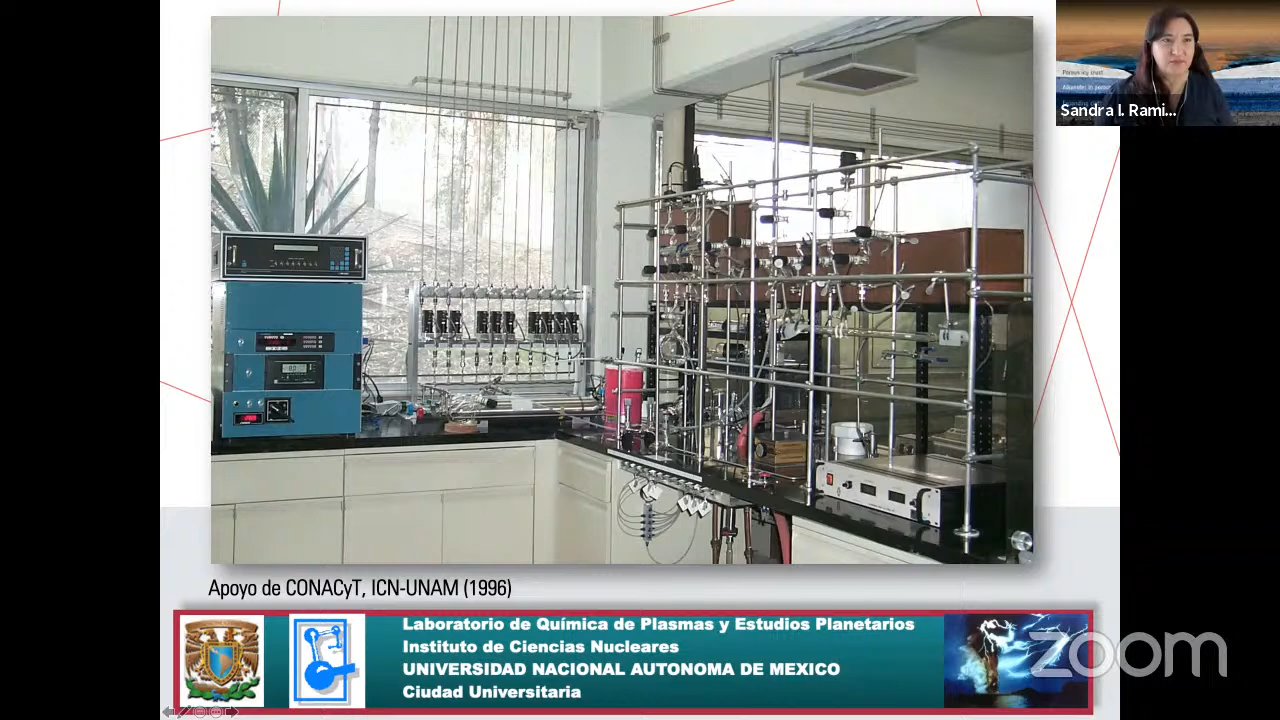 Sandra I. Rami...
Apoyo de CONACyT, ICN-UNAM (1996)
Laboratorio de Química de Plasmas y Estudios Planetarios
Instituto de Ciencias Nucleares
UNIVERSIDAD NACIONAL AUTONOMA DE MEXICO
Ciudad Universitaria
zoom